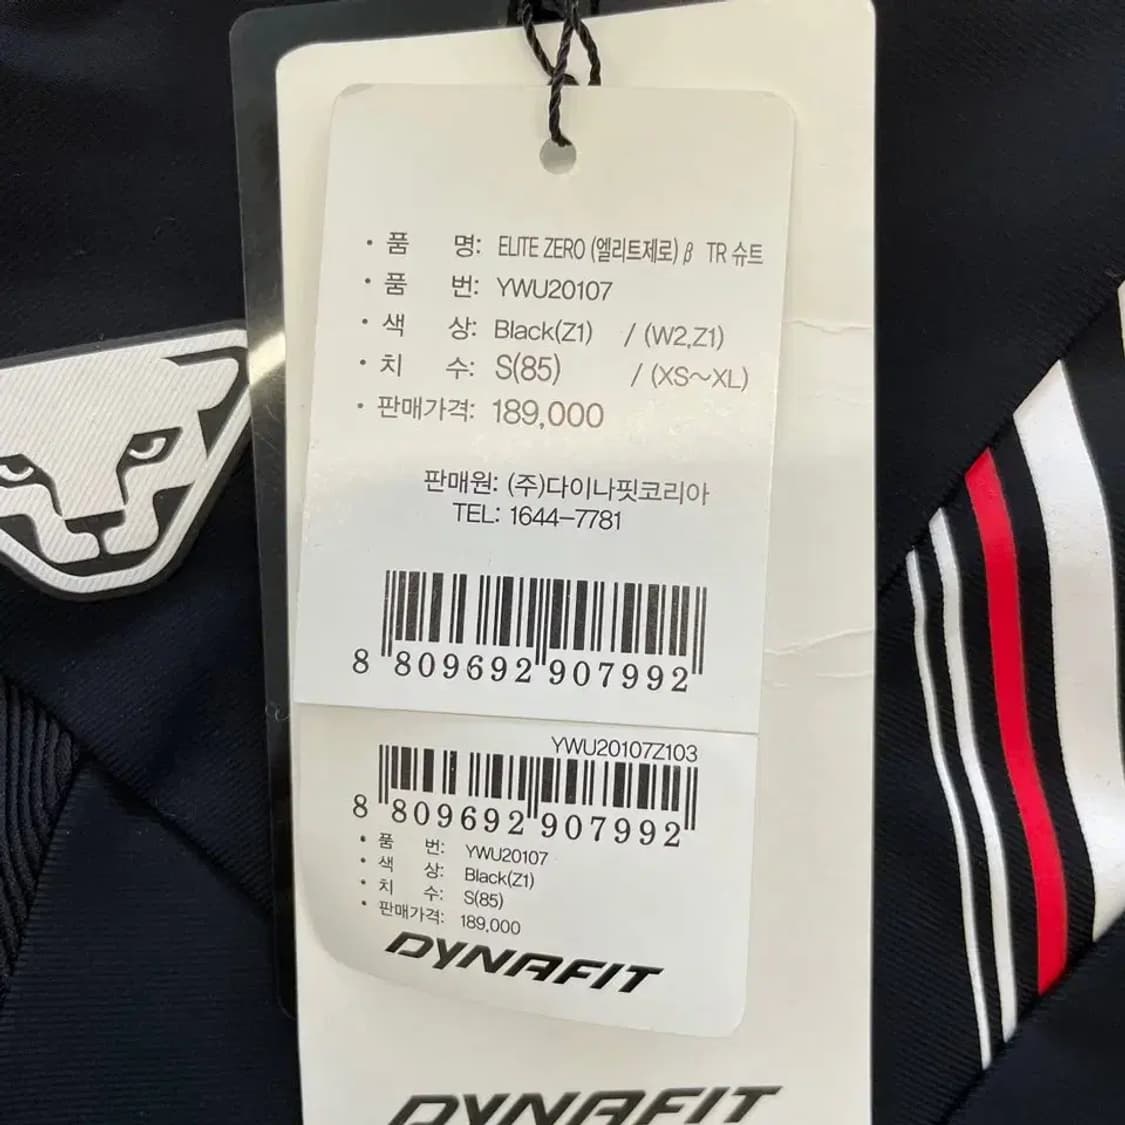 • 품 명: ELITE ZERO (엘리트제로) β TR 슈트
• 품 번: YWU20107
• 색 상: Black(Z1) / (W2,Z1)
• 치 수: S(85) / (XS~XL)
• 판매가격: 189,000
판매원: (주)다이나핏코리아
TEL: 1644-7781
8 809692 907992
YWU20107Z103
8 809692 907992
• 품 번: YWU20107
• 색 상: Black(Z1)
• 치 수: S(85)
• 판매가격: 189,000
DYNAFIT
DYNAFIT